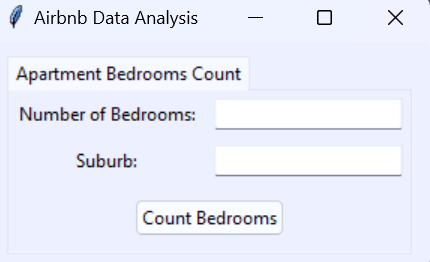 Airbnb Data Analysis
Apartment Bedrooms Count
Number of Bedrooms:
Suburb:
Count Bedrooms